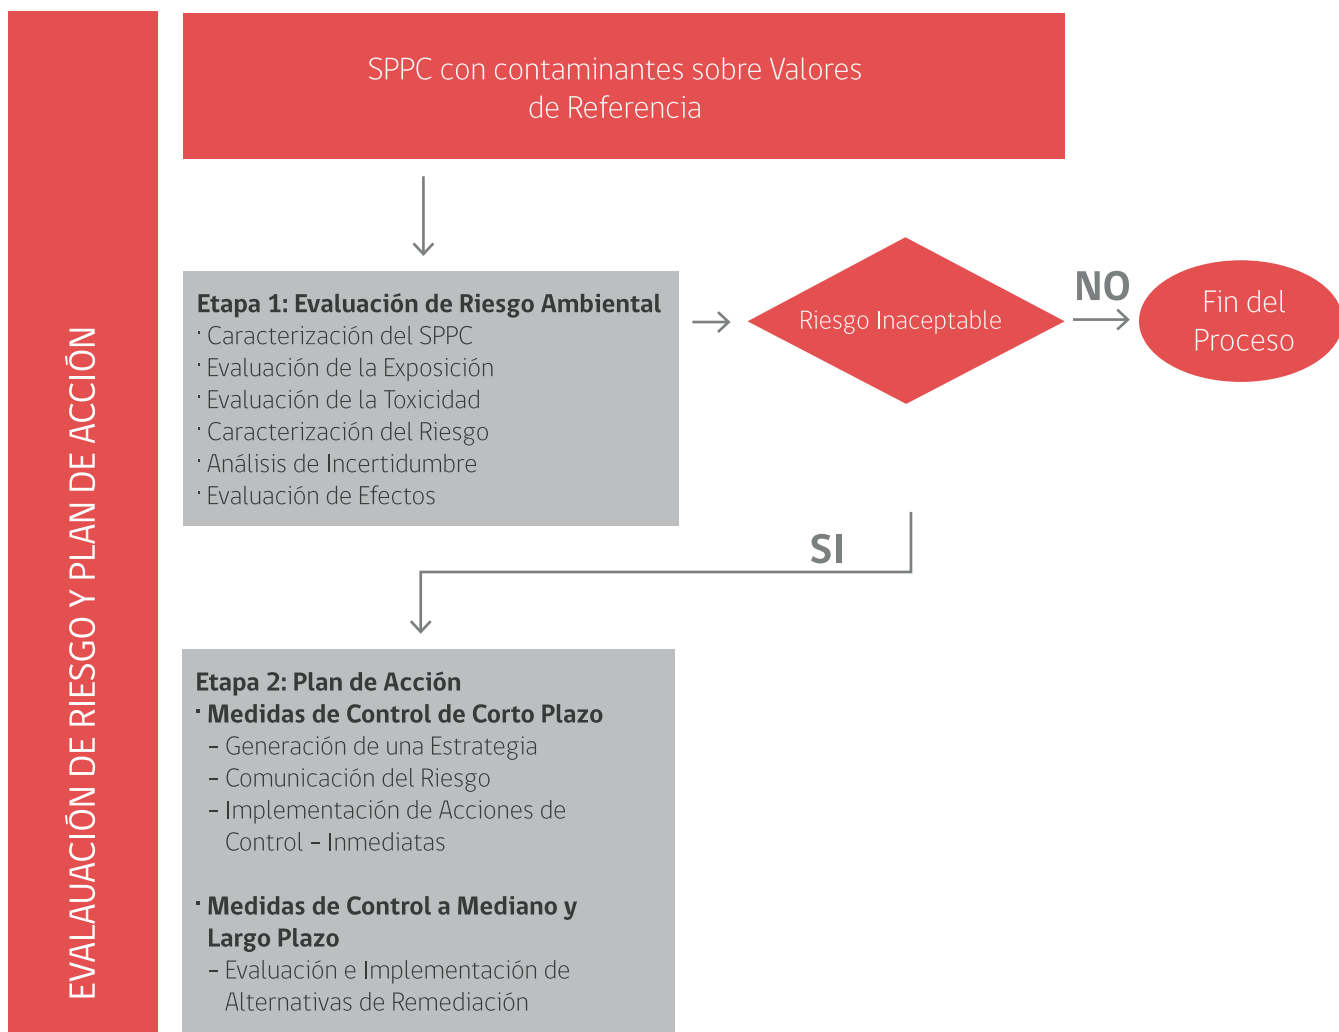 EVALAUACIÓN DE RIESGO Y PLAN DE ACCIÓN
SPPC con contaminantes sobre Valores
de Referencia
Etapa 1: Evaluación de Riesgo Ambiental
· Caracterización del SPPC
· Evaluación de la Exposición
· Evaluación de la Toxicidad
· Caracterización del Riesgo
· Análisis de Incertidumbre
· Evaluación de Efectos
Riesgo Inaceptable
NO
Fin del
Proceso
SI
Etapa 2: Plan de Acción
· Medidas de Control de Corto Plazo
– Generación de una Estrategia
– Comunicación del Riesgo
– Implementación de Acciones de
Control – Inmediatas
· Medidas de Control a Mediano y
Largo Plazo
– Evaluación e Implementación de
Alternativas de Remediación